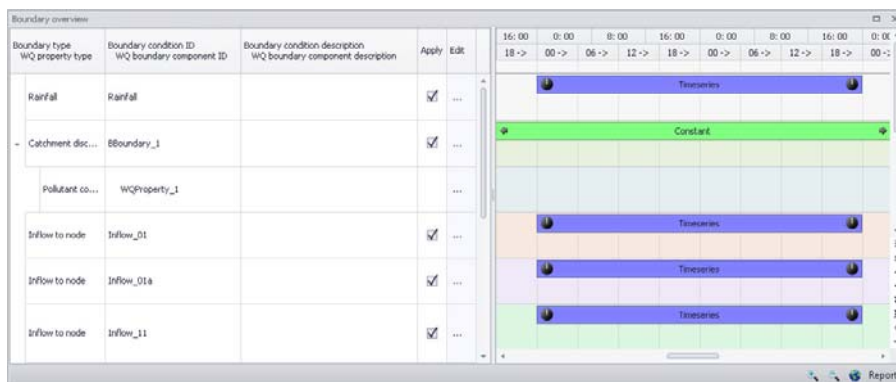 Boundary overview
Boundary type
WQ property type
Boundary condition ID
WQ boundary component ID
Boundary condition description
WQ boundary component description
Apply Edit
16: 00 0: 00 8: 00 16: 00 0: 00 8: 00 16: 00
18 -> 00 -> 06 -> 12 -> 18 -> 00 -> 06 -> 12 -> 18 ->
Rainfall Rainfall ... Timeseries
Catchment disc... BBoundary_1 ... Constant
Pollutant co... WQProperty_1 ...
Inflow to node Inflow_01 ... Timeseries
Inflow to node Inflow_01a ... Timeseries
Inflow to node Inflow_11 ... Timeseries
Report